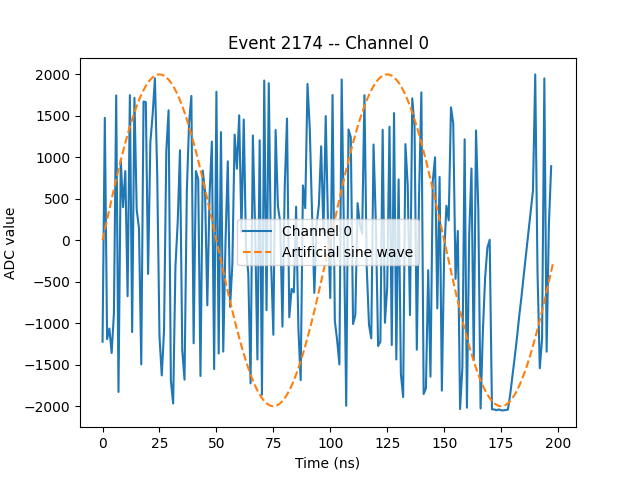 Event 2174 -- Channel 0
ADC value
2000
1500
1000
500
0
−500
−1000
−1500
−2000
Channel 0
Artificial sine wave
0 25 50 75 100 125 150 175 200
Time (ns)